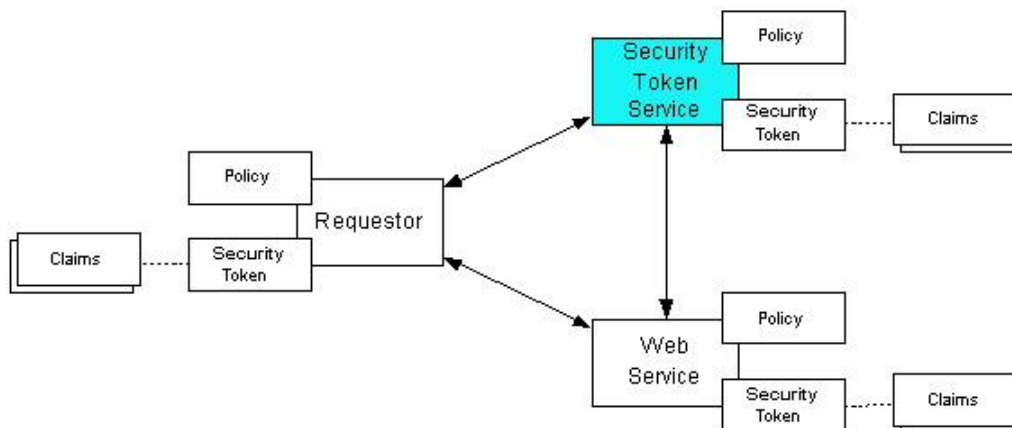 Policy
Security
Token
Service
Security
Token
Claims
Policy
Requestor
Claims
Security
Token
Policy
Web
Service
Security
Token
Claims